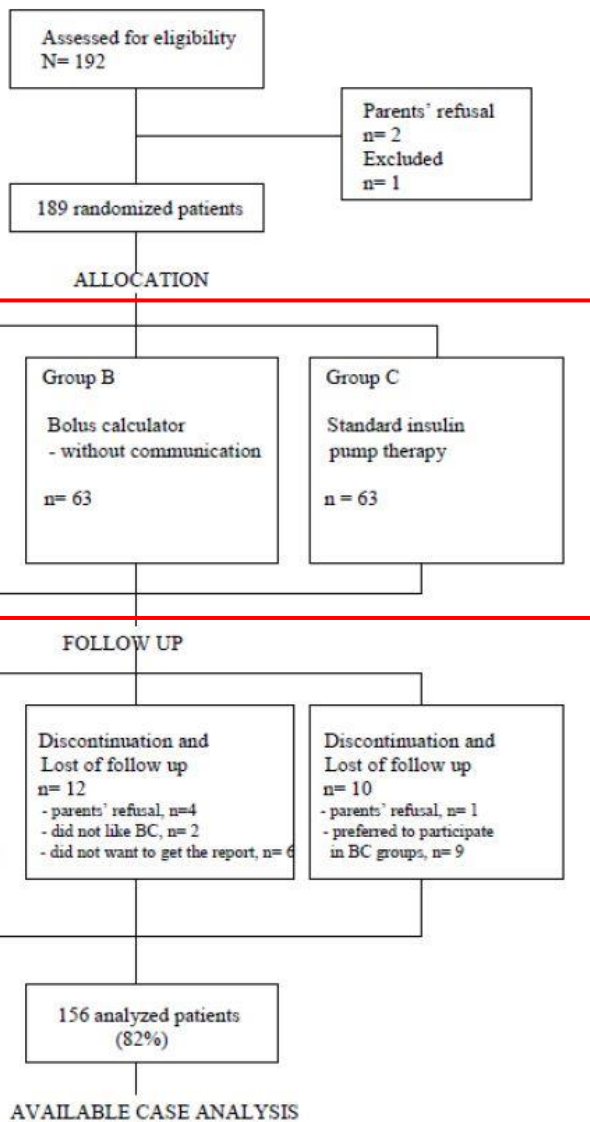 Assessed for eligibility
N= 192
Parents' refusal
n= 2
Excluded
n= 1
189 randomized patients
ALLOCATION
Group B
Bolus calculator
- without communication
n= 63
Group C
Standard insulin
pump therapy
n = 63
FOLLOW UP
Discontinuation and
Lost of follow up
n= 12
- parents' refusal, n=4
- did not like BC, n= 2
- did not want to get the report, n= 6
Discontinuation and
Lost of follow up
n= 10
- parents' refusal, n= 1
- preferred to participate
in BC groups, n= 9
156 analyzed patients
(82%)
AVAILABLE CASE ANALYSIS